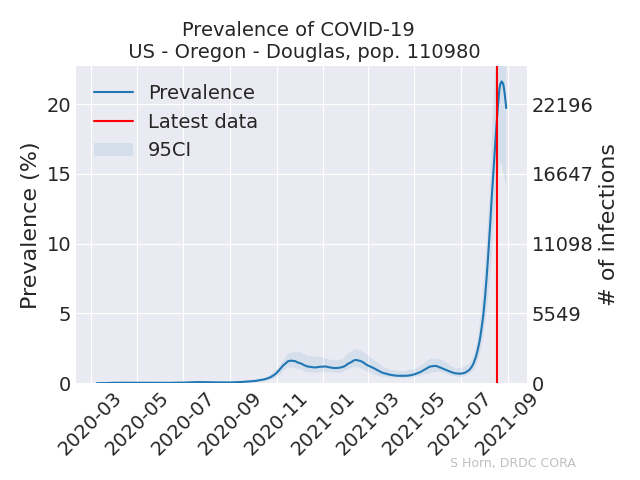 Prevalence of COVID-19
US - Oregon - Douglas, pop. 110980
Prevalence
Latest data
95CI
Prevalence (%)
20
15
10
5
0
22196
16647
11098
5549
0
# of infections
2020-03
2020-05
2020-07
2020-09
2020-11
2021-01
2021-03
2021-05
2021-07
2021-09
S Horn, DRDC CORA